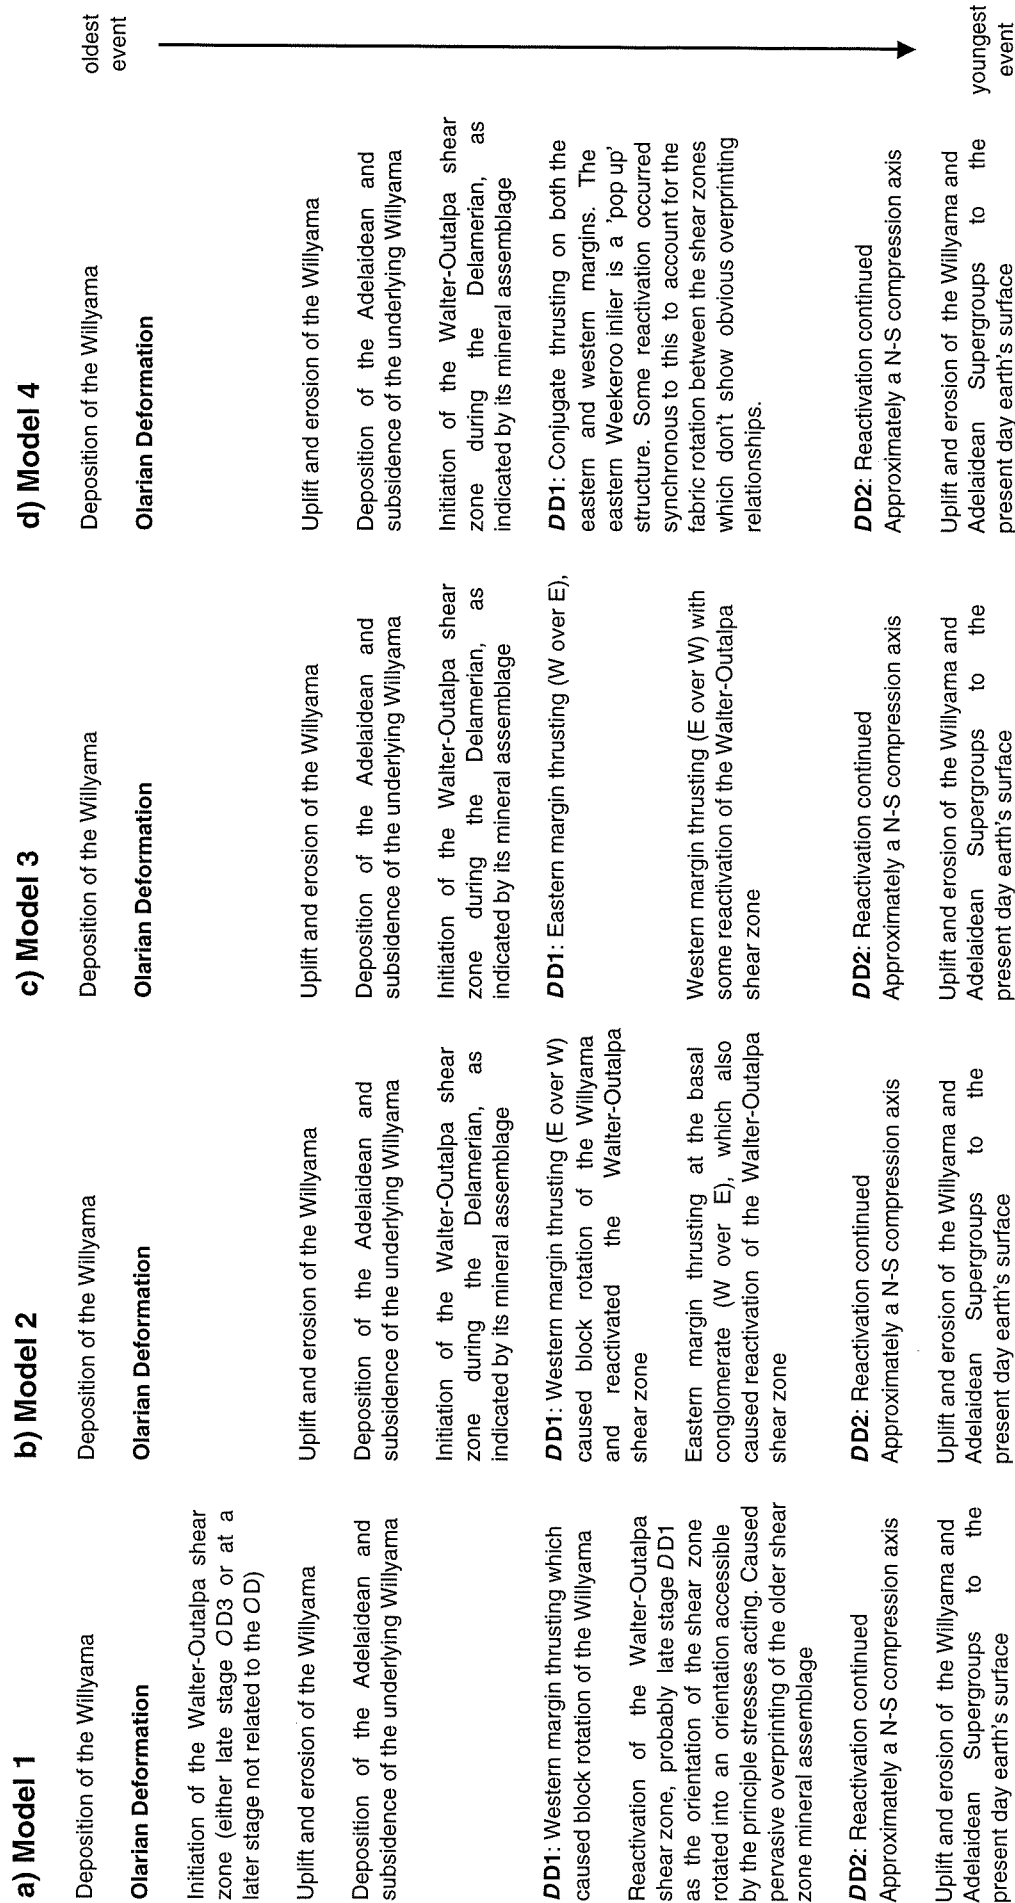 a) Model 1
Deposition of the Willyama
Olarian Deformation
Initiation of the Walter-Outalpa shear
zone (either late stage OD3 or at a
later stage not related to the OD)
Uplift and erosion of the Willyama
Deposition of the Adelaidean and
subsidence of the underlying Willyama
DD1: Western margin thrusting which
caused block rotation of the Willyama
Reactivation of the Walter-Outalpa
shear zone, probably late stage DD1
as the orientation of the shear zone
rotated into an orientation accessible
by the principle stresses acting. Caused
pervasive overprinting of the older shear
zone mineral assemblage
DD2: Reactivation continued
Approximately a N-S compression axis
Uplift and erosion of the Willyama and
Adelaidean Supergroups to the
present day earth's surface
b) Model 2
Deposition of the Willyama
Olarian Deformation
Uplift and erosion of the Willyama
Deposition of the Adelaidean and
subsidence of the underlying Willyama
Initiation of the Walter-Outalpa shear
zone during the Delamerian, as
indicated by its mineral assemblage
DD1: Western margin thrusting (E over W)
caused block rotation of the Willyama
and reactivated the Walter-Outalpa
shear zone
Eastern margin thrusting at the basal
conglomerate (W over E), which also
caused reactivation of the Walter-Outalpa
shear zone
DD2: Reactivation continued
Approximately a N-S compression axis
Uplift and erosion of the Willyama and
Adelaidean Supergroups to the
present day earth's surface
c) Model 3
Deposition of the Willyama
Olarian Deformation
Uplift and erosion of the Willyama
Deposition of the Adelaidean and
subsidence of the underlying Willyama
Initiation of the Walter-Outalpa shear
zone during the Delamerian, as
indicated by its mineral assemblage
DD1: Eastern margin thrusting (W over E),
Western margin thrusting (E over W) with
some reactivation of the Walter-Outalpa
shear zone
DD2: Reactivation continued
Approximately a N-S compression axis
Uplift and erosion of the Willyama and
Adelaidean Supergroups to the
present day earth's surface
d) Model 4
Deposition of the Willyama
Olarian Deformation
Uplift and erosion of the Willyama
Deposition of the Adelaidean and
subsidence of the underlying Willyama
Initiation of the Walter-Outalpa shear
zone during the Delamerian, as
indicated by its mineral assemblage
DD1: Conjugate thrusting on both the
eastern and western margins. The
eastern Weekeroo inlier is a 'pop up'
structure. Some reactivation occurred
synchronous to this to account for the
fabric rotation between the shear zones
which don't show obvious overprinting
relationships.
DD2: Reactivation continued
Approximately a N-S compression axis
Uplift and erosion of the Willyama and
Adelaidean Supergroups to the
present day earth's surface
oldest
event
youngest
event